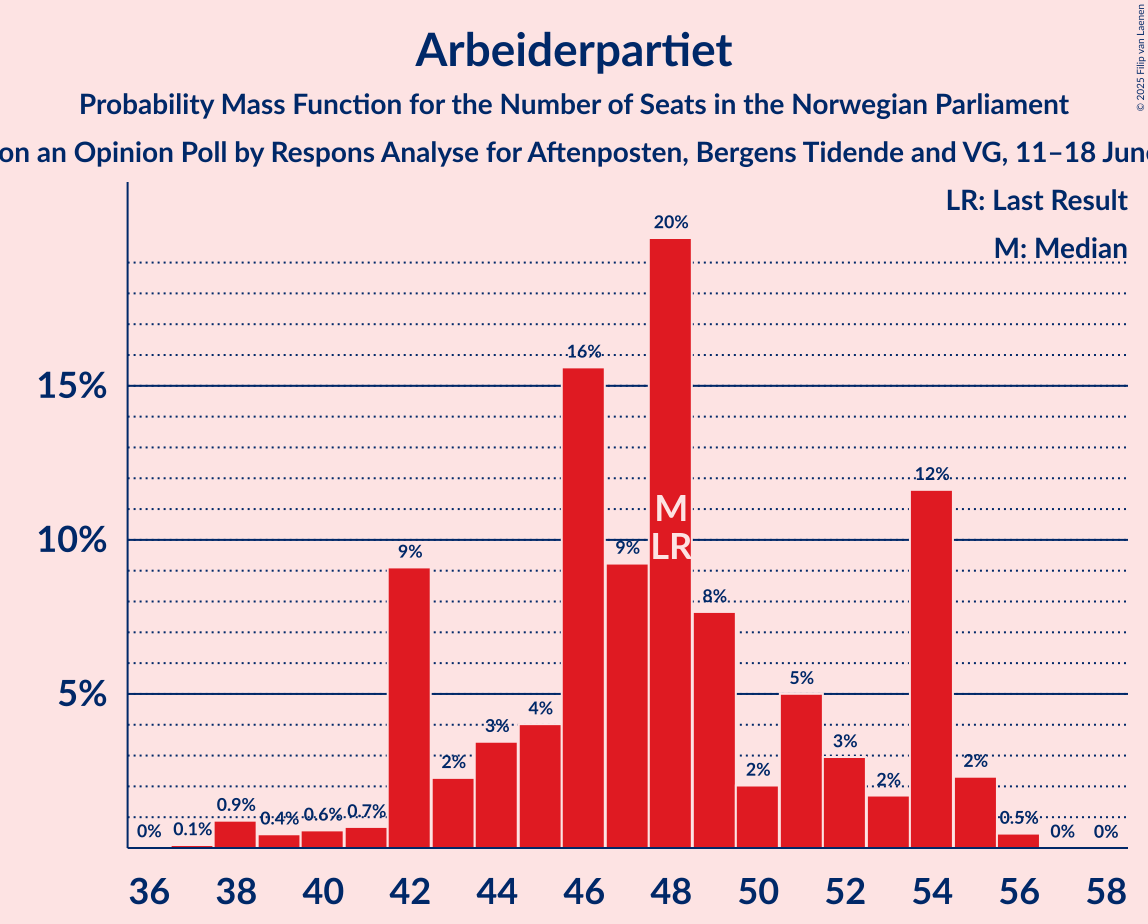 Arbeiderpartiet
Probability Mass Function for the Number of Seats in the Norwegian Parliament
on an Opinion Poll by Respons Analyse for Aftenposten, Bergens Tidende and VG, 11–18 June
© 2025 Filip van Laenen
LR: Last Result
M: Median
20%
16%
15%
12%
M
10%
LR
9%
9%
8%
5%
5%
4%
3%
3%
2%
2%
2%
2%
0.9%
0.7%
0.6%
0.5%
0.4%
0.1%
0%
0%
0%
36 38 40 42 44 46 48 50 52 54 56 58